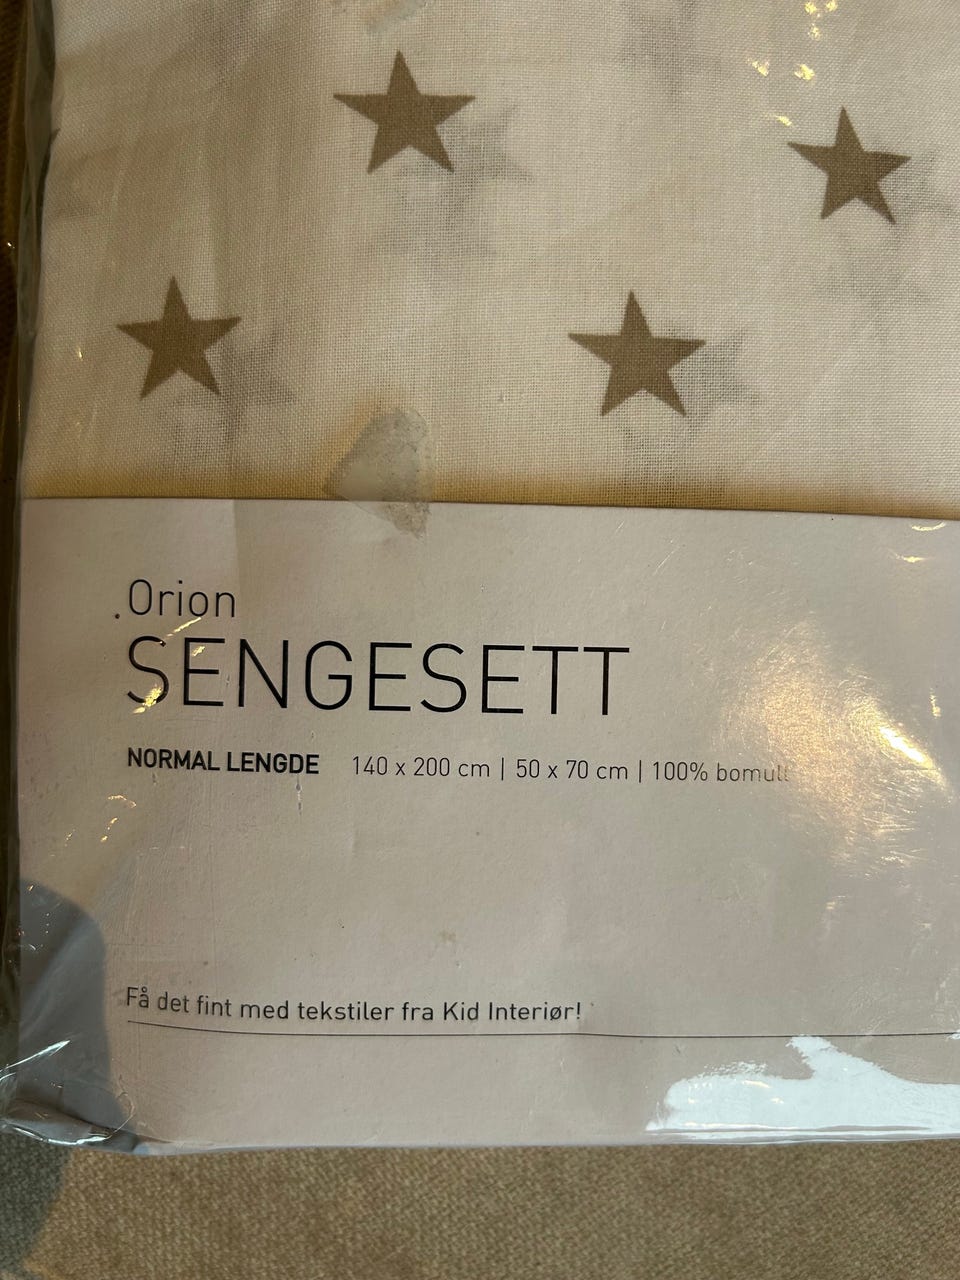 Orion
SENGESETT
NORMAL LENGDE 140 x 200 cm | 50 x 70 cm | 100% bomull
Få det fint med tekstiler fra Kid Interiør!